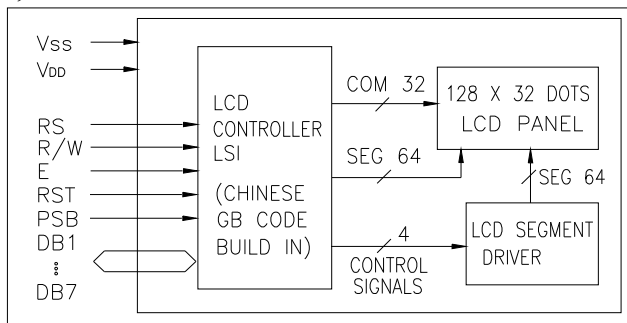 Vss
VDD
RS
R/W
E
RST
PSB
DB1
DB7
LCD
CONTROLLER
LSI
(CHINESE
GB CODE
BUILD IN)
COM 32
SEG 64
4
CONTROL
SIGNALS
128 X 32 DOTS
LCD PANEL
SEG 64
LCD SEGMENT
DRIVER